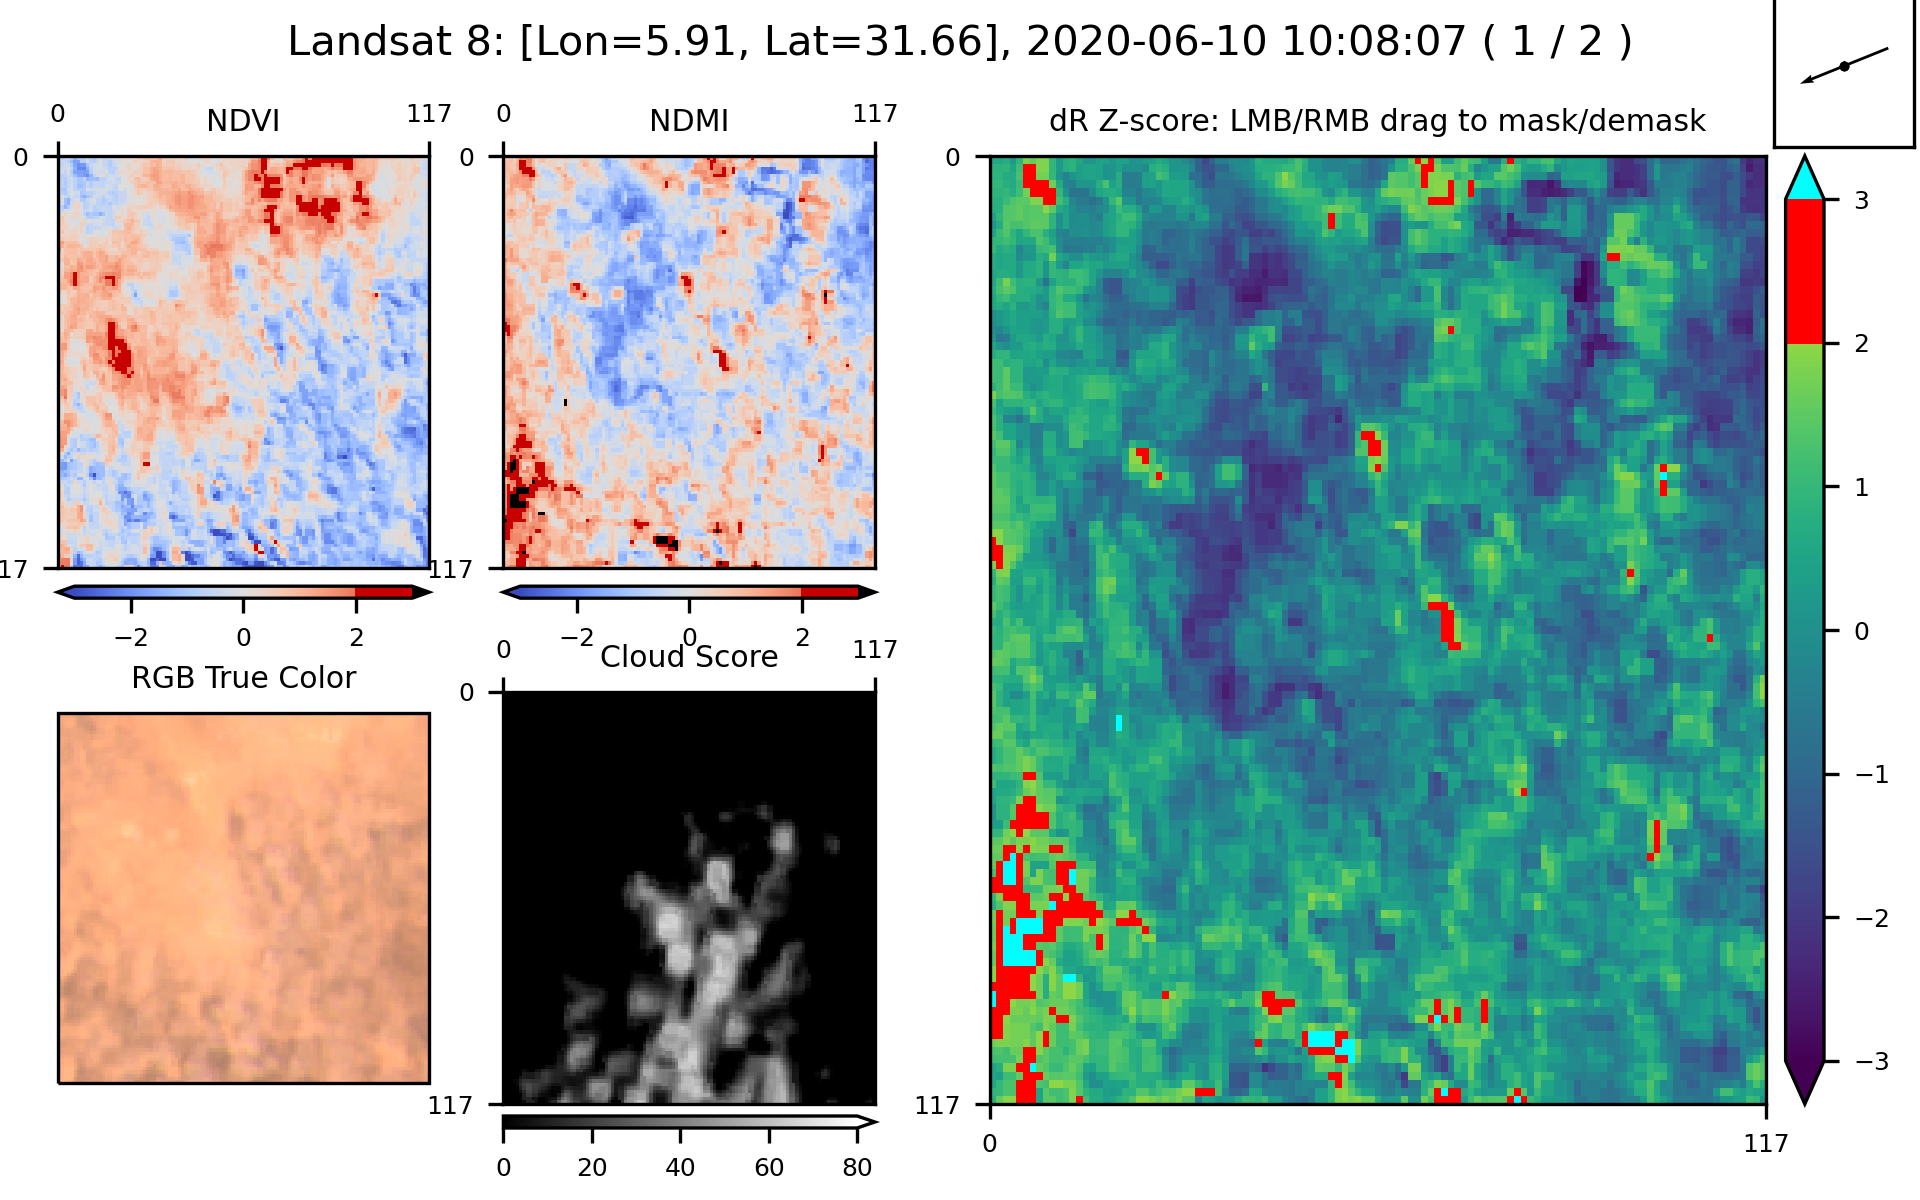 Landsat 8: [Lon=5.91, Lat=31.66], 2020-06-10 10:08:07 ( 1 / 2 )
0 117
NDVI
0
17
−2 0 2
0 117
NDMI
0
117
−2 0 2
RGB True Color
0 117
Cloud Score
0
117
0 20 40 60 80
dR Z-score: LMB/RMB drag to mask/demask
0
117
0 117
3
2
1
0
−1
−2
−3